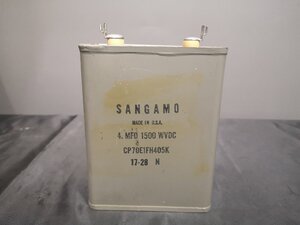 SANGAMO
MADE IN U.S.A.
4. MFD 1500 WVDC
CP70E1FH405K
17-28 N